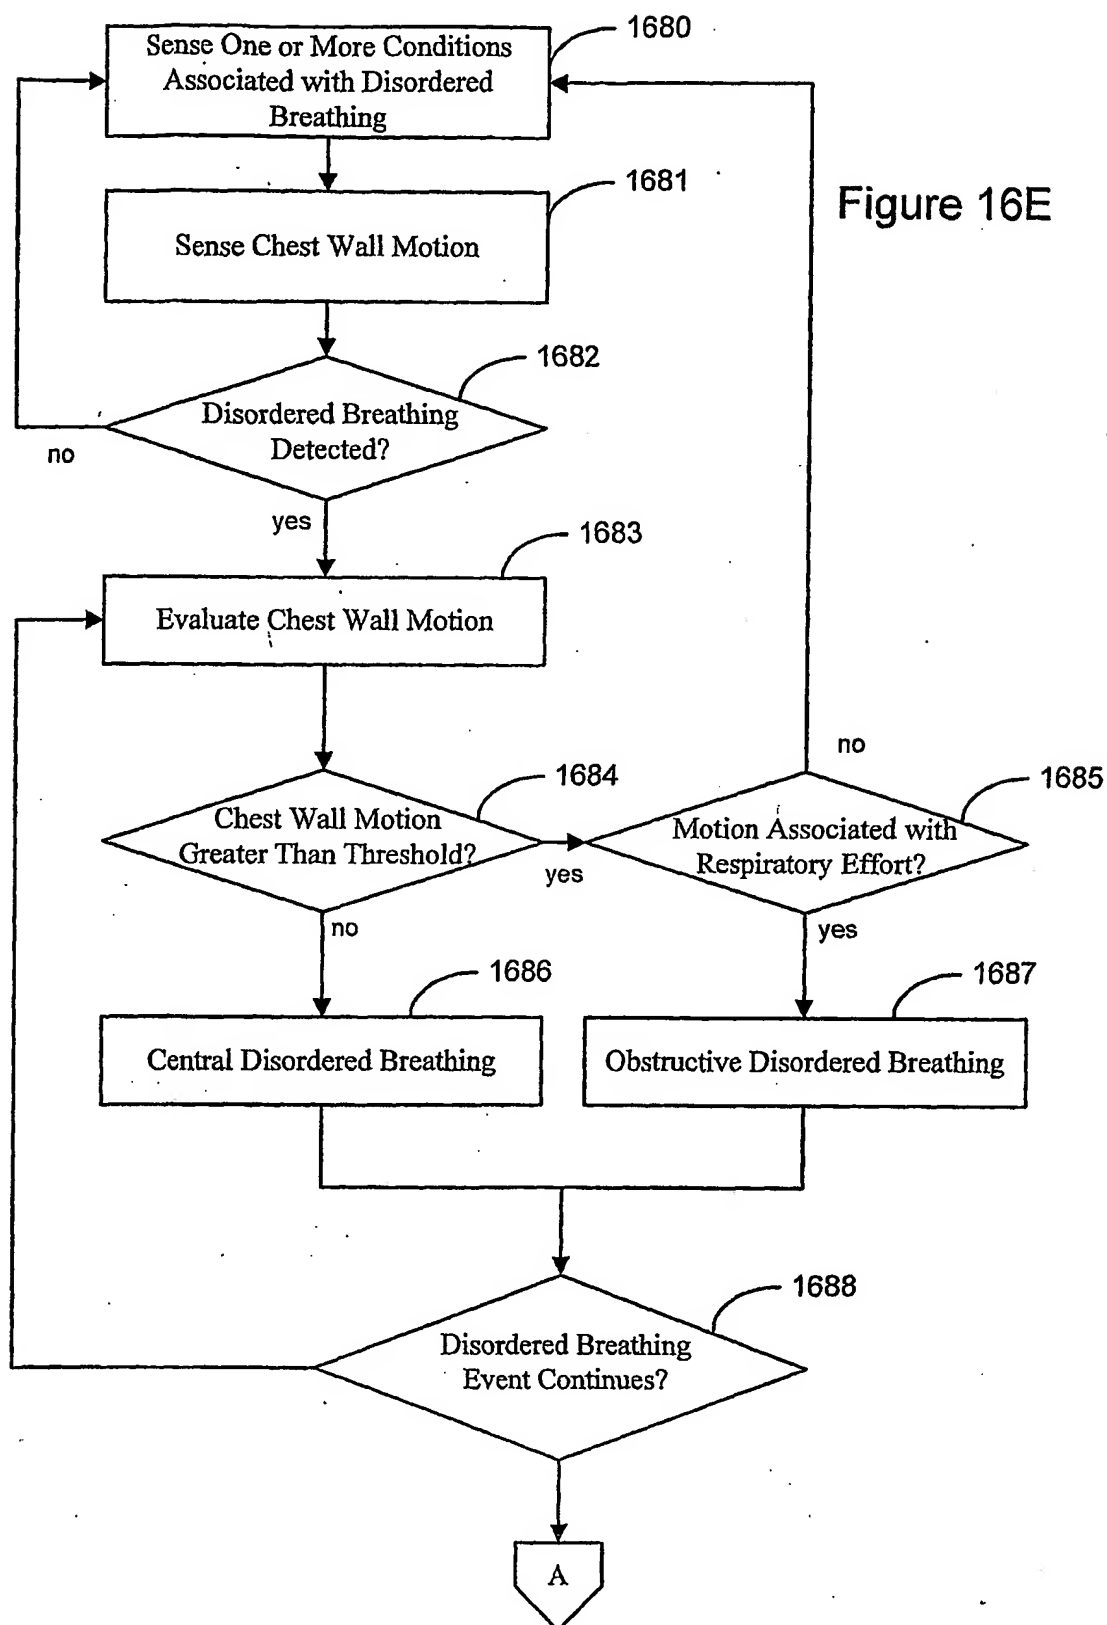 1680
Sense One or More Conditions
Associated with Disordered
Breathing
1681
Sense Chest Wall Motion
Figure 16E
1682
Disordered Breathing
Detected?
no
yes
1683
Evaluate Chest Wall Motion
no
1684
Chest Wall Motion
Greater Than Threshold?
yes
1685
Motion Associated with
Respiratory Effort?
no
yes
1686
Central Disordered Breathing
1687
Obstructive Disordered Breathing
1688
Disordered Breathing
Event Continues?
A